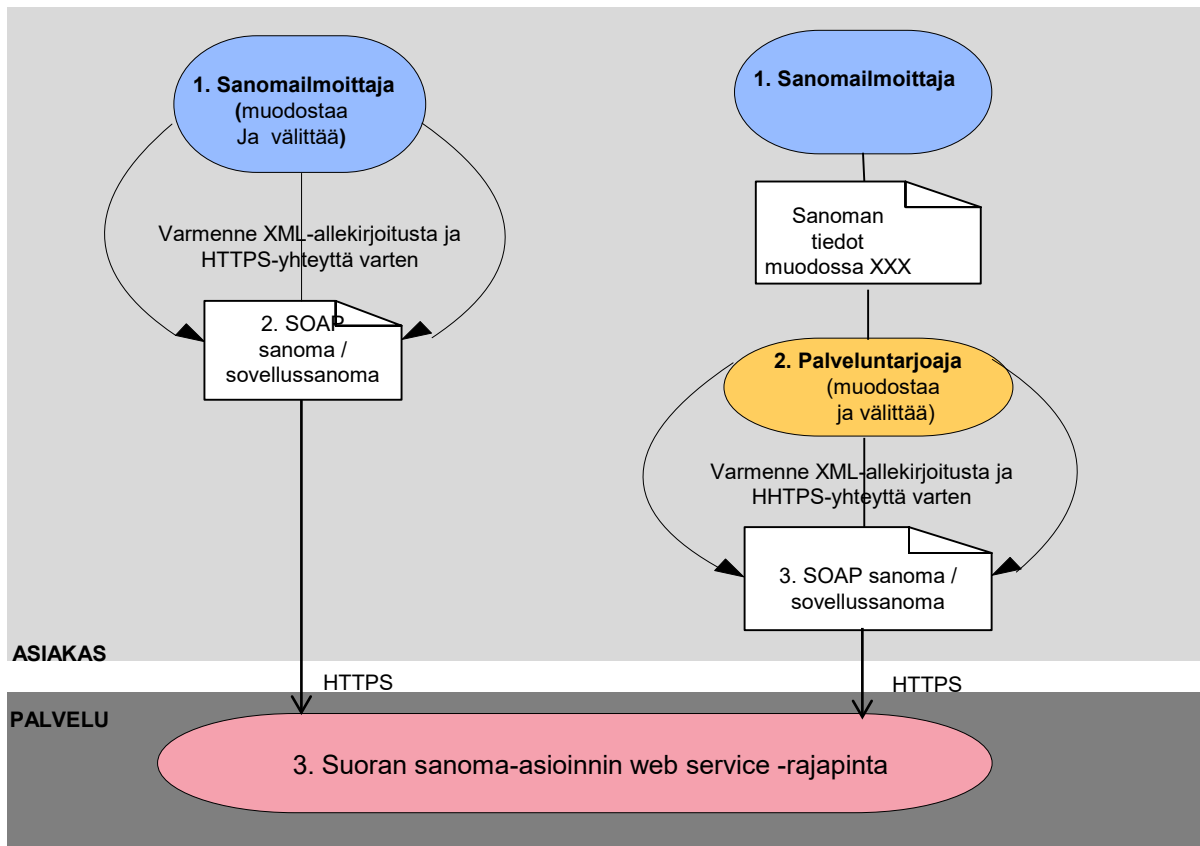 1. Sanomailmoittaja
(muodostaa
Ja välittää)
Varmenne XML-allekirjoitusta ja
HTTPS-yhteyttä varten
2. SOAP
sanoma /
sovellussanoma
HTTPS
1. Sanomailmoittaja
Sanoman
tiedot
muodossa XXX
2. Palveluntarjoaja
(muodostaa
ja välittää)
Varmenne XML-allekirjoitusta ja
HHTPS-yhteyttä varten
3. SOAP sanoma /
sovellussanoma
HTTPS
ASIAKAS
PALVELU
3. Suoran sanoma-asioinnin web service -rajapinta